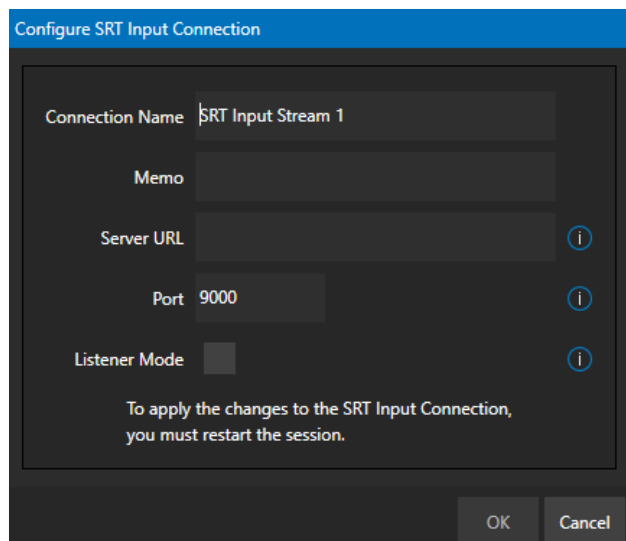 Configure SRT Input Connection
Connection Name SRT Input Stream 1
Memo
Server URL i
Port 9000 i
Listener Mode i
To apply the changes to the SRT Input Connection,
you must restart the session.
OK Cancel